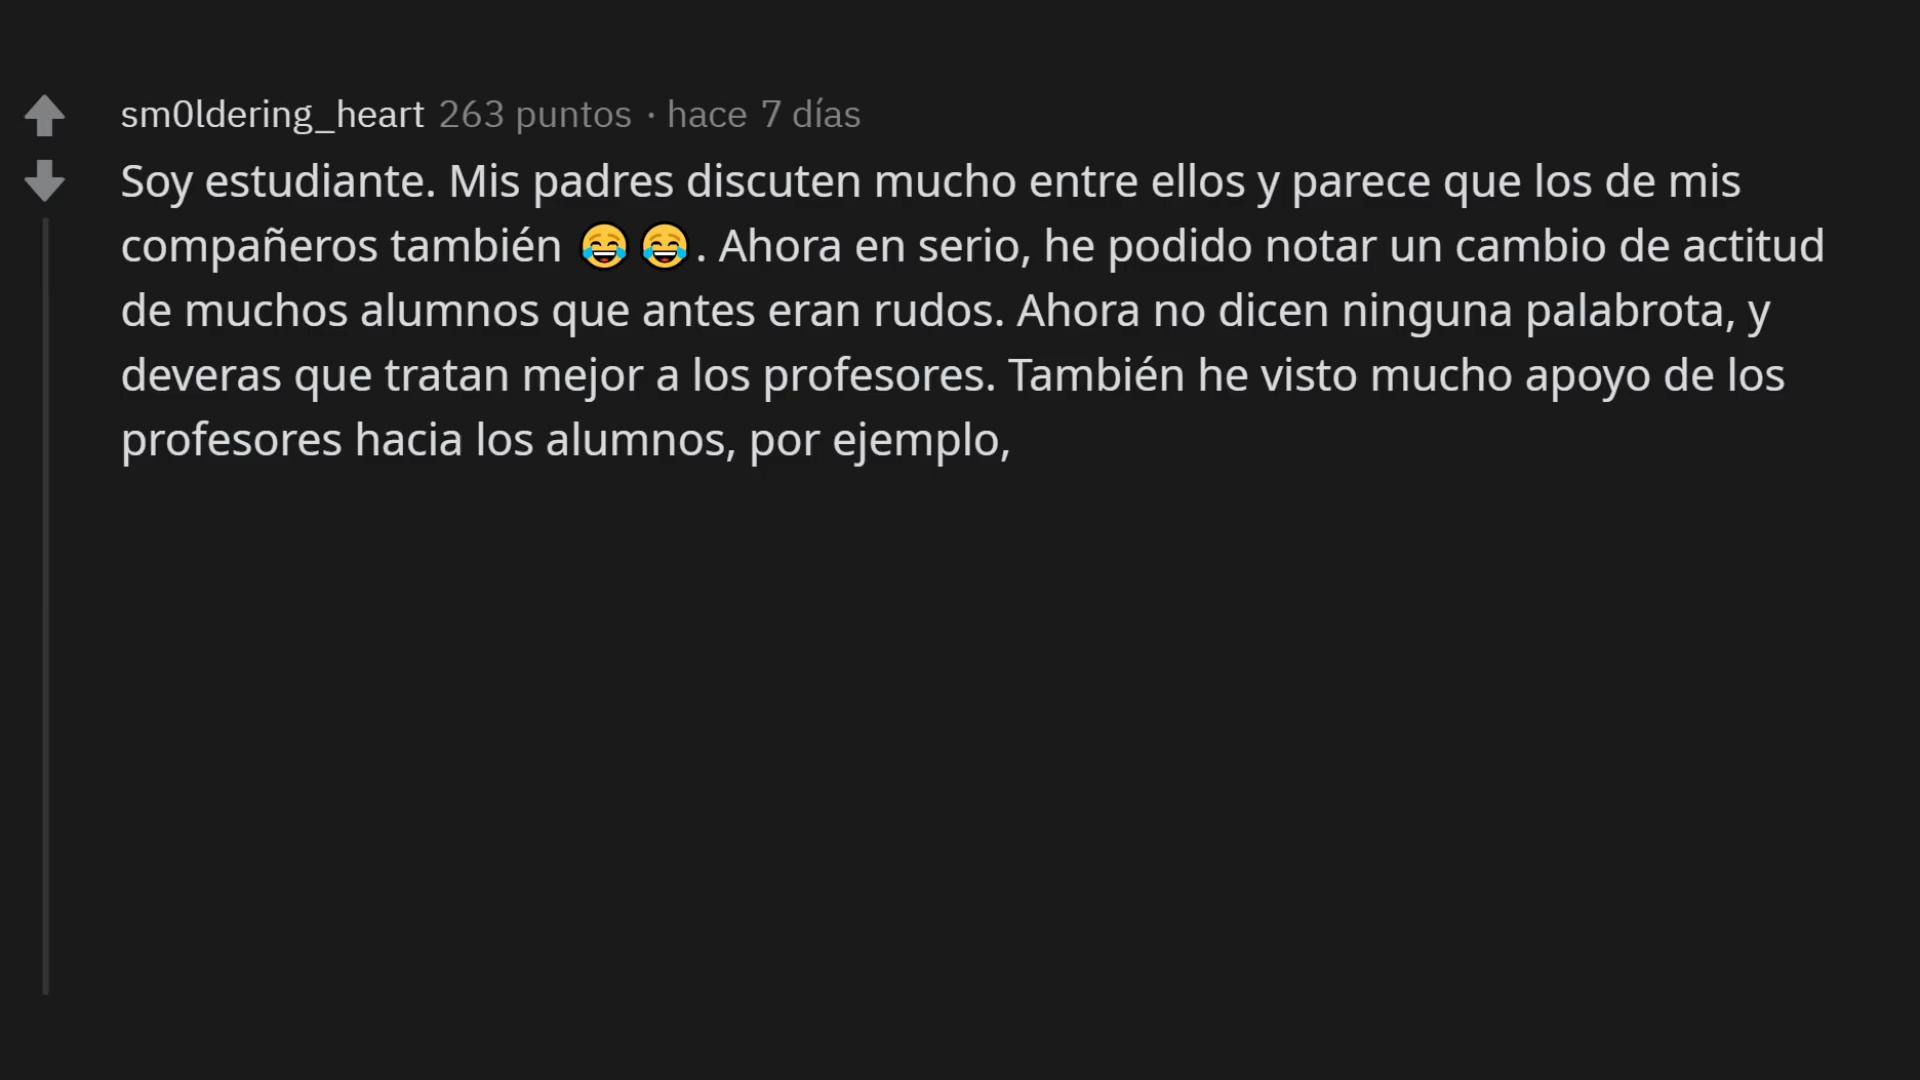 sm0ldering_heart 263 puntos · hace 7 días
Soy estudiante. Mis padres discuten mucho entre ellos y parece que los de mis
compañeros también 😂😂. Ahora en serio, he podido notar un cambio de actitud
de muchos alumnos que antes eran rudos. Ahora no dicen ninguna palabrota, y
deveras que tratan mejor a los profesores. También he visto mucho apoyo de los
profesores hacia los alumnos, por ejemplo,